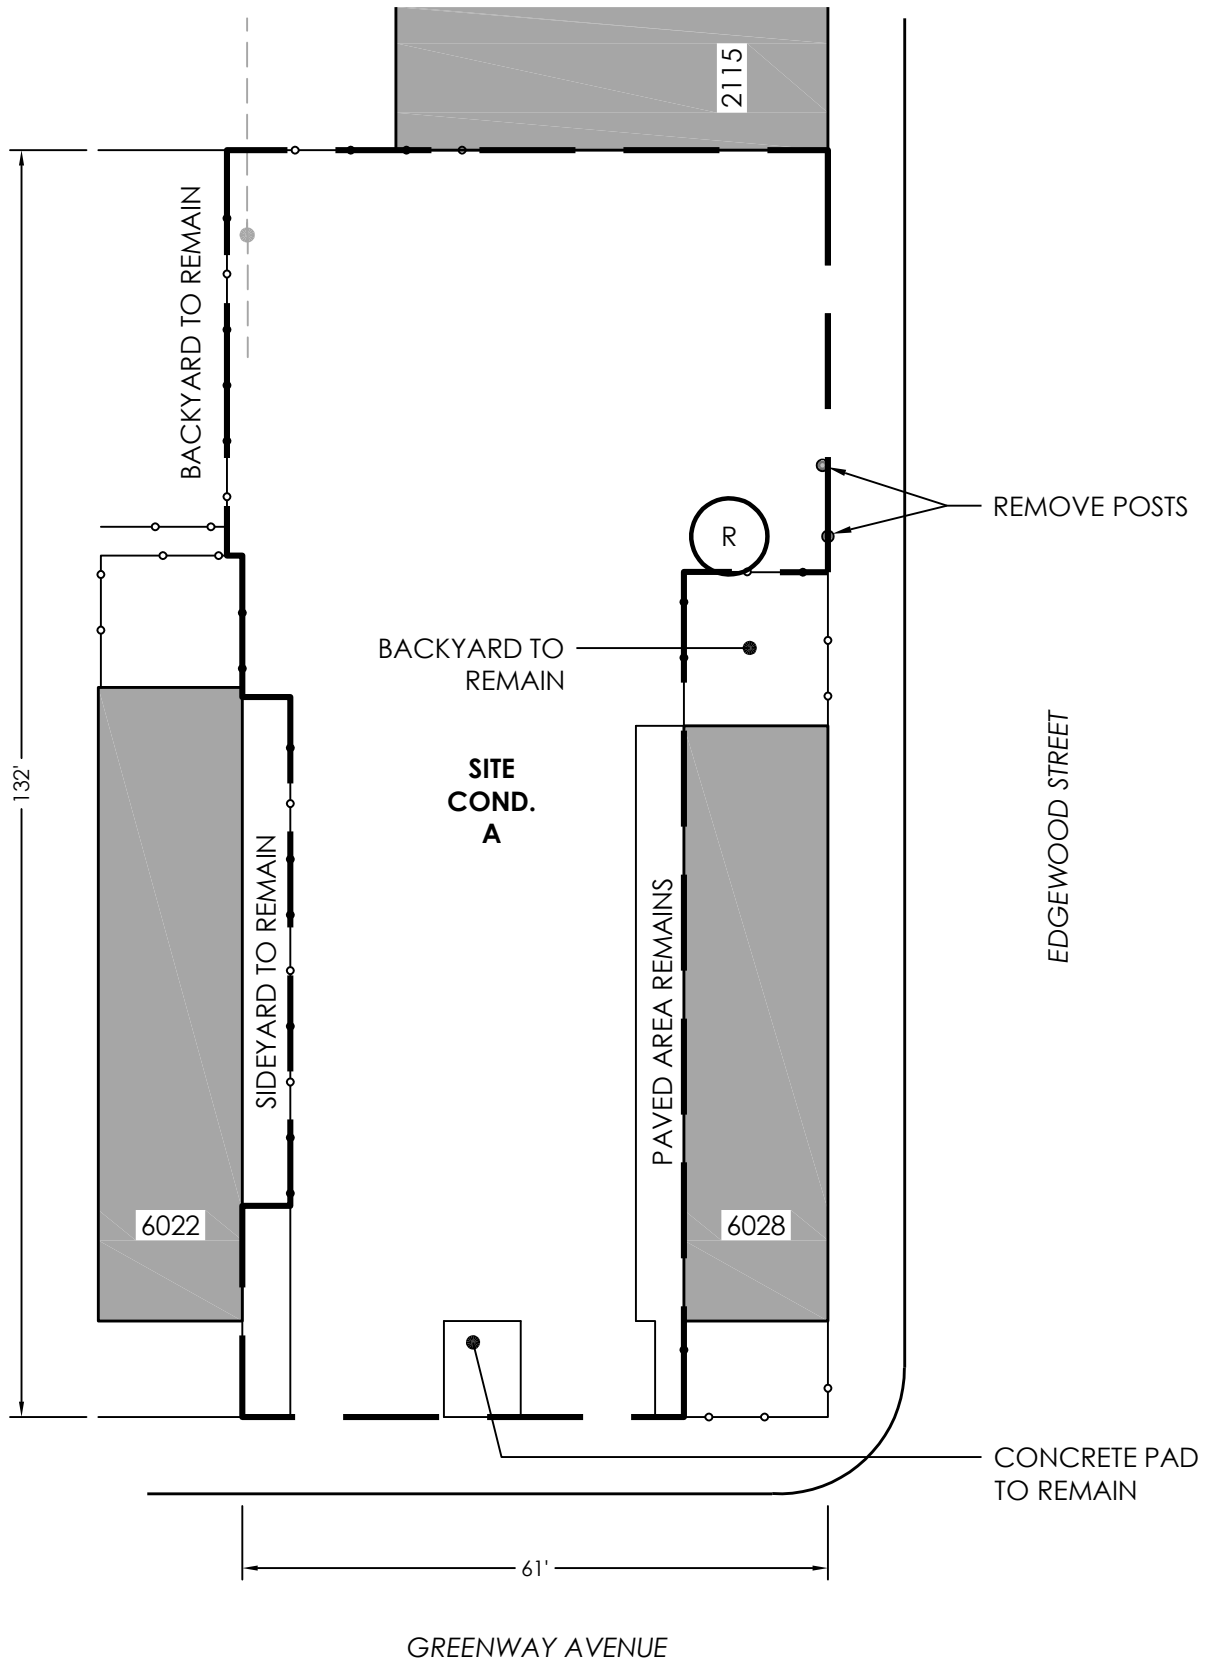 2115
BACKYARD TO REMAIN
REMOVE POSTS
R
BACKYARD TO
REMAIN
SITE
COND.
A
132'
EDGEWOOD STREET
SIDEYARD TO REMAIN
PAVED AREA REMAINS
6022
6028
CONCRETE PAD
TO REMAIN
61'
GREENWAY AVENUE